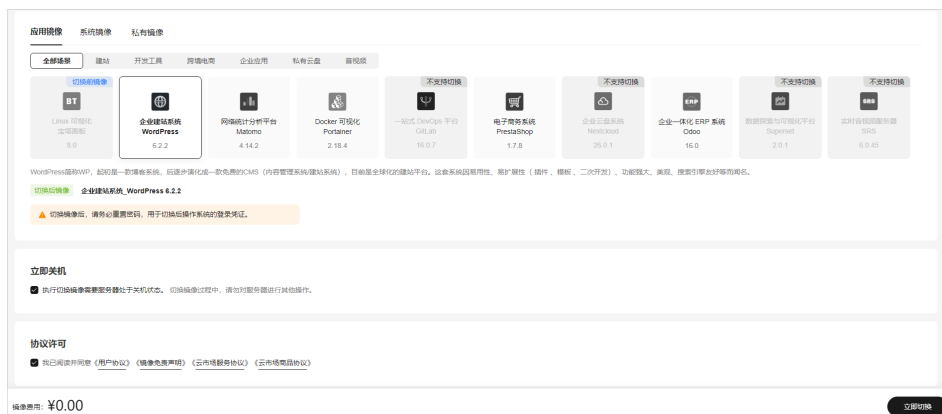 应用镜像 系统镜像 私有镜像
全部场景 建站 开发工具 跨境电商 企业应用 私有云盘 音视频
切换前镜像 不支持切换 不支持切换 不支持切换 不支持切换
BT ERP SRS
Linux 可视化 宝塔面板 8.0
企业建站系统 WordPress 6.2.2
网络统计分析平台 Matomo 4.14.2
Docker 可视化 Portainer 2.18.4
一站式 DevOps 平台 GitLab 16.0.7
电子商务系统 PrestaShop 1.7.8
企业云盘系统 Nextcloud 26.0.1
企业一体化 ERP 系统 Odoo 16.0
数据探索与可视化平台 Superset 2.0.1
实时音视频服务器 SRS 6.0.45
WordPress简称WP，起初是一款博客系统，后逐步演化成一款免费的CMS（内容管理系统/建站系统），目前是全球化的建站平台。这套系统因易用性、易扩展性（插件、模板、二次开发）、功能强大、美观、搜索引擎友好等而闻名。
切换后镜像 企业建站系统_WordPress 6.2.2
切换镜像后，请务必重置密码，用于切换后操作系统的登录凭证。
立即关机
执行切换镜像需要服务器处于关机状态。 切换镜像过程中，请勿对服务器进行其他操作。
协议许可
我已阅读并同意《用户协议》《镜像免责声明》《云市场服务协议》《云市场商品协议》
镜像费用：¥0.00
立即切换